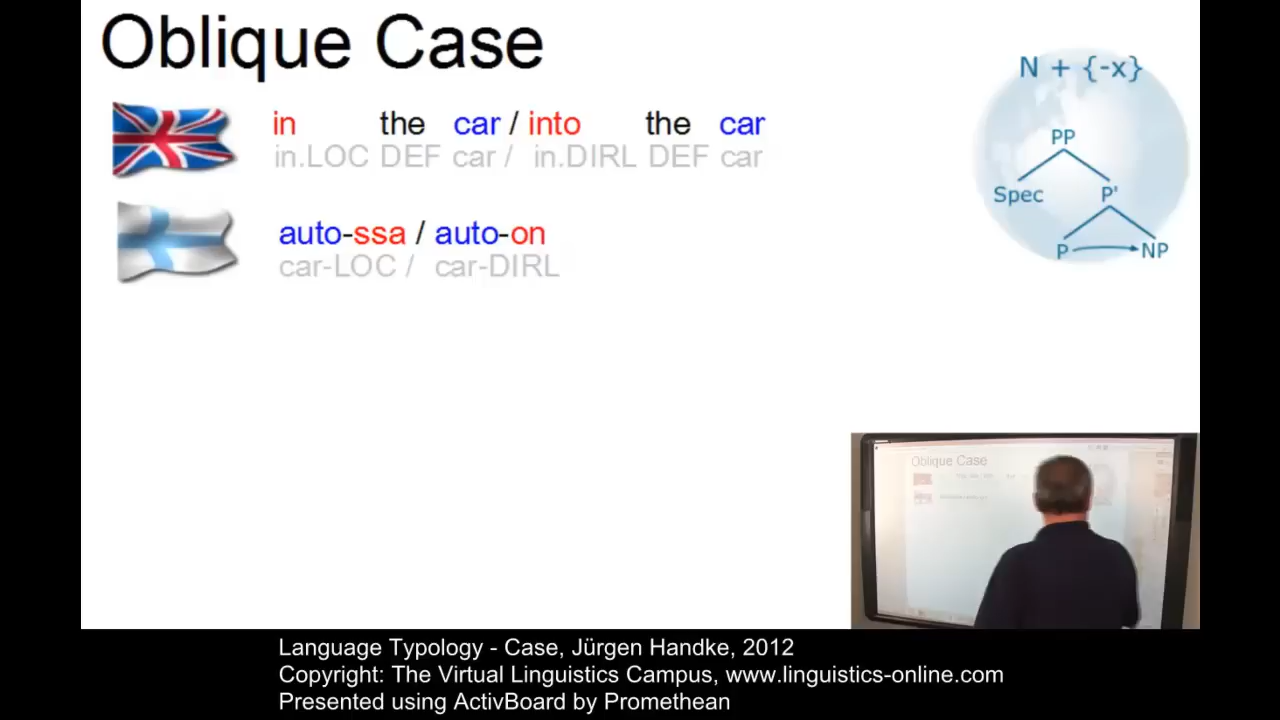 Oblique Case
in the car / into the car
in.LOC DEF car / in.DIRL DEF car
auto-ssa / auto-on
car-LOC / car-DIRL
N + {-x}
PP
Spec P'
P NP
Oblique Case
Language Typology - Case, Jürgen Handke, 2012
Copyright: The Virtual Linguistics Campus, www.linguistics-online.com
Presented using ActivBoard by Promethean